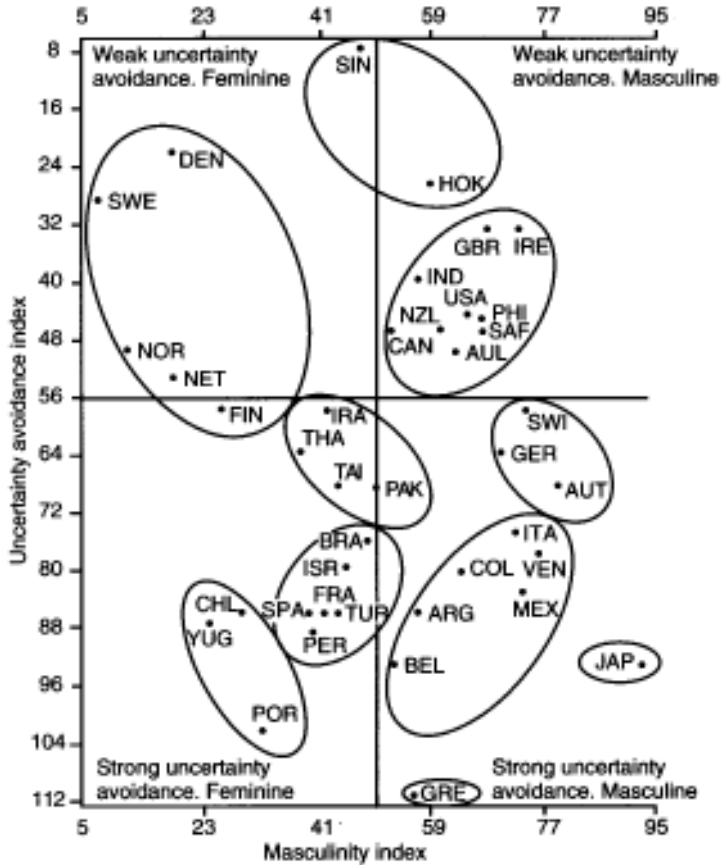 5 23 41 59 77 95
8
Weak uncertainty
avoidance. Feminine
Weak uncertainty
avoidance. Masculine
SIN
16
24
DEN
HOK
SWE
32
GBR IRE
40
IND
USA
NZL PHI
48
SAF
CAN AUL
NOR
NET
56
FIN
IRA
SWI
THA
64
GER
TAI
PAK
AUT
72
BRA
ITA
ISR
COL VEN
80
FRA
MEX
CHL
SPA TUR
ARG
88
YUG
PER
BEL
JAP
96
POR
104
Strong uncertainty
avoidance. Feminine
Strong uncertainty
avoidance. Masculine
GRE
112
5 23 41 59 77 95
Masculinity index
Uncertainty avoidance index